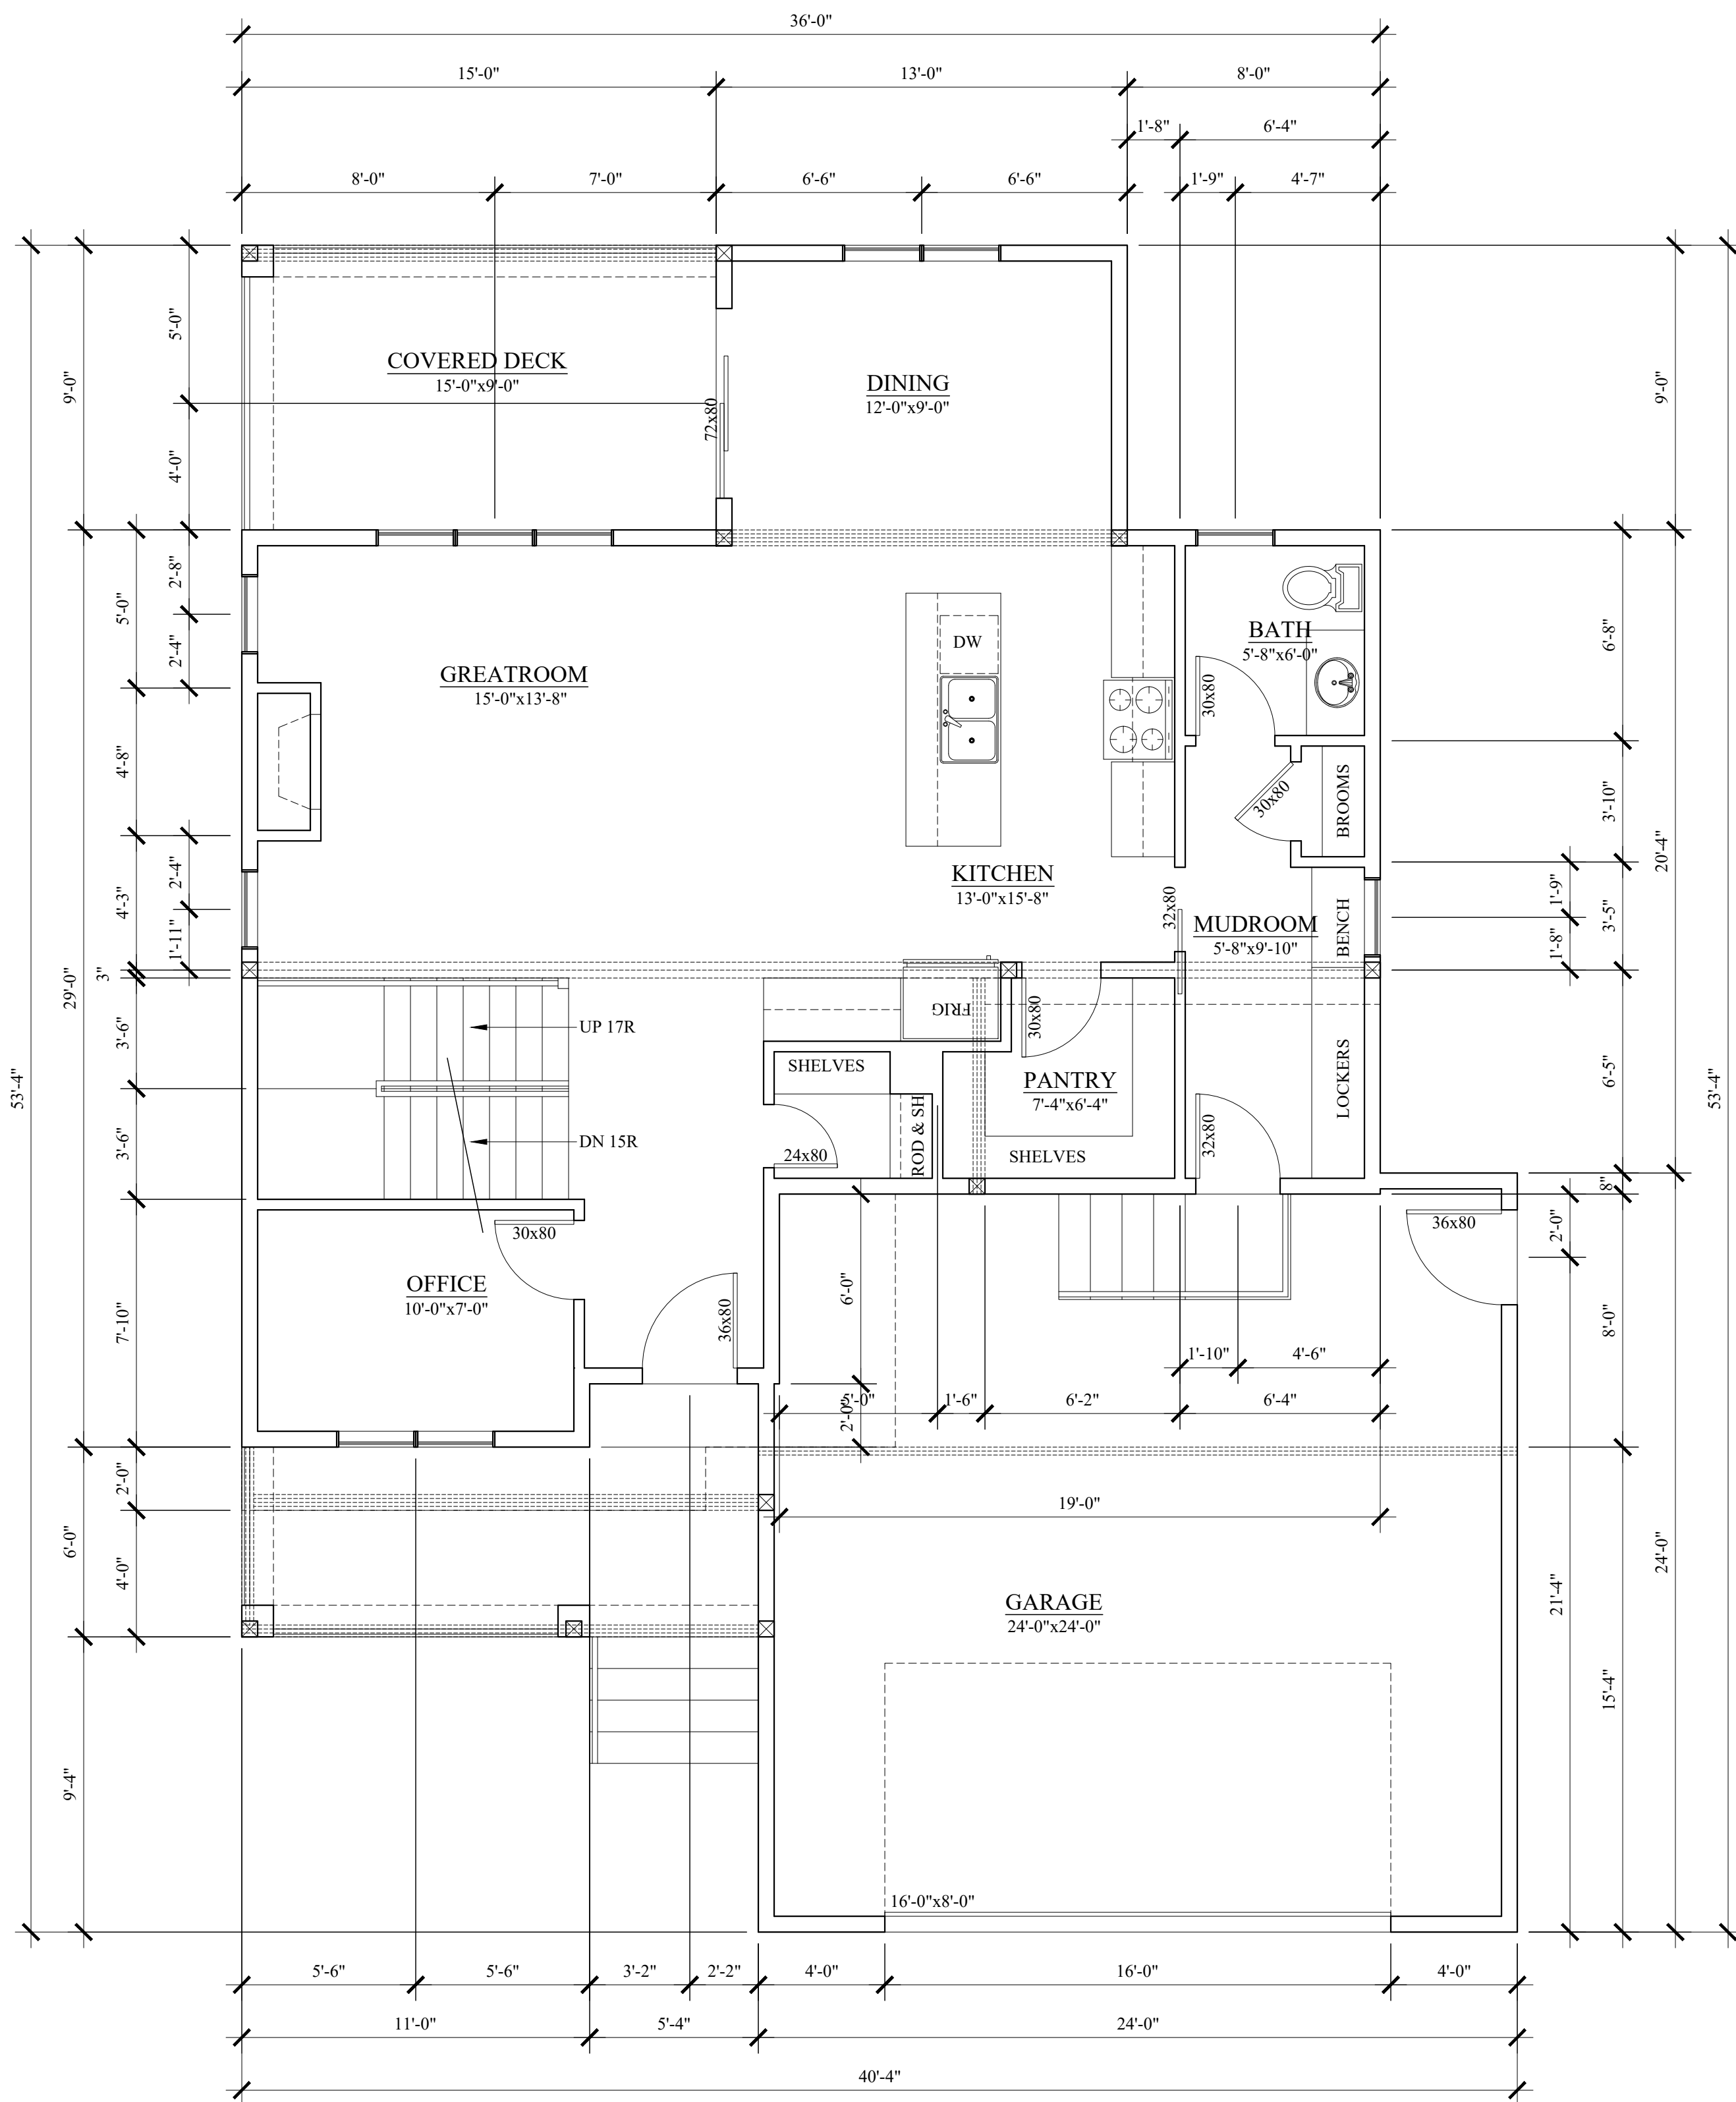 36'-0"
15'-0" 13'-0" 8'-0"
1'-8" 6'-4"
8'-0" 7'-0" 6'-6" 6'-6" 1'-9" 4'-7"
53'-4"
9'-0"
29'-0"
6'-0"
9'-4"
5'-0"
4'-8"
4'-3"
3"
3'-6"
3'-6"
7'-10"
2'-0"
4'-0"
5'-0"
4'-0"
2'-8"
2'-4"
2'-4"
1'-11"
COVERED DECK
15'-0"x9'-0"
72x80
DINING
12'-0"x9'-0"
GREATROOM
15'-0"x13'-8"
DW
KITCHEN
13'-0"x15'-8"
BATH
5'-8"x6'-0"
30x80
30x80
BROOMS
32x80
MUDROOM
5'-8"x9'-10"
BENCH
LOCKERS
32x80
FRIG
30x80
PANTRY
7'-4"x6'-4"
SHELVES
SHELVES
ROD & SH
24x80
UP 17R
DN 15R
30x80
OFFICE
10'-0"x7'-0"
36x80
36x80
6'-0"
2'-0"
1'-10" 4'-6"
5'-0" 1'-6" 6'-2" 6'-4"
19'-0"
GARAGE
24'-0"x24'-0"
16'-0"x8'-0"
1'-9"
1'-8"
2'-0"
21'-4"
6'-8"
3'-10"
3'-5"
6'-5"
8"
8'-0"
15'-4"
9'-0"
20'-4"
24'-0"
53'-4"
5'-6" 5'-6" 3'-2" 2'-2" 4'-0" 16'-0" 4'-0"
11'-0" 5'-4" 24'-0"
40'-4"